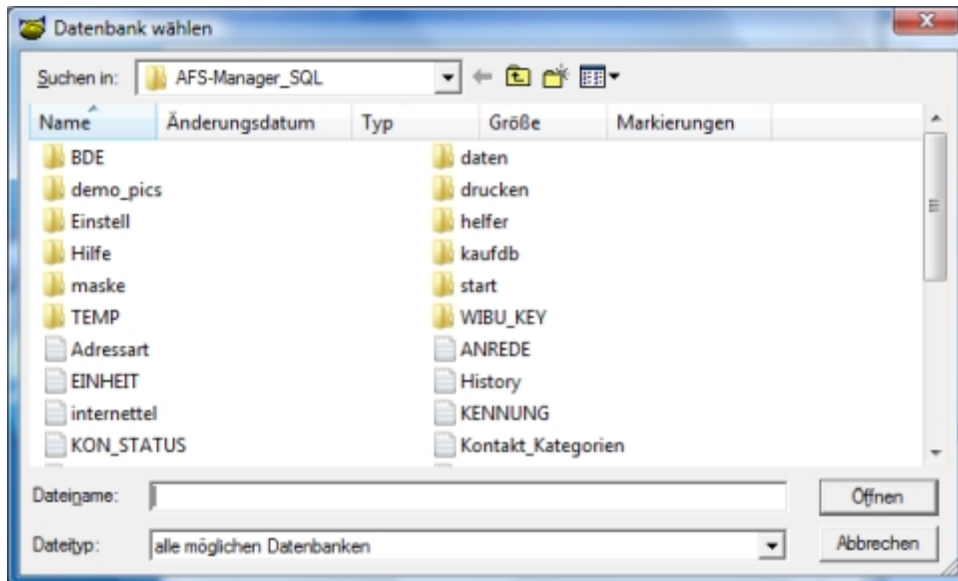 Datenbank wählen
Suchen in: AFS-Manager_SQL
Name Änderungsdatum Typ Größe Markierungen
BDE daten
demo_pics drucken
Einstell helfer
Hilfe kaufdb
maske start
TEMP WIBU_KEY
Adressart ANREDE
EINHEIT History
internettel KENNUNG
KON_STATUS Kontakt_Kategorien
Dateiname: Öffnen
Dateityp: alle möglichen Datenbanken Abbrechen